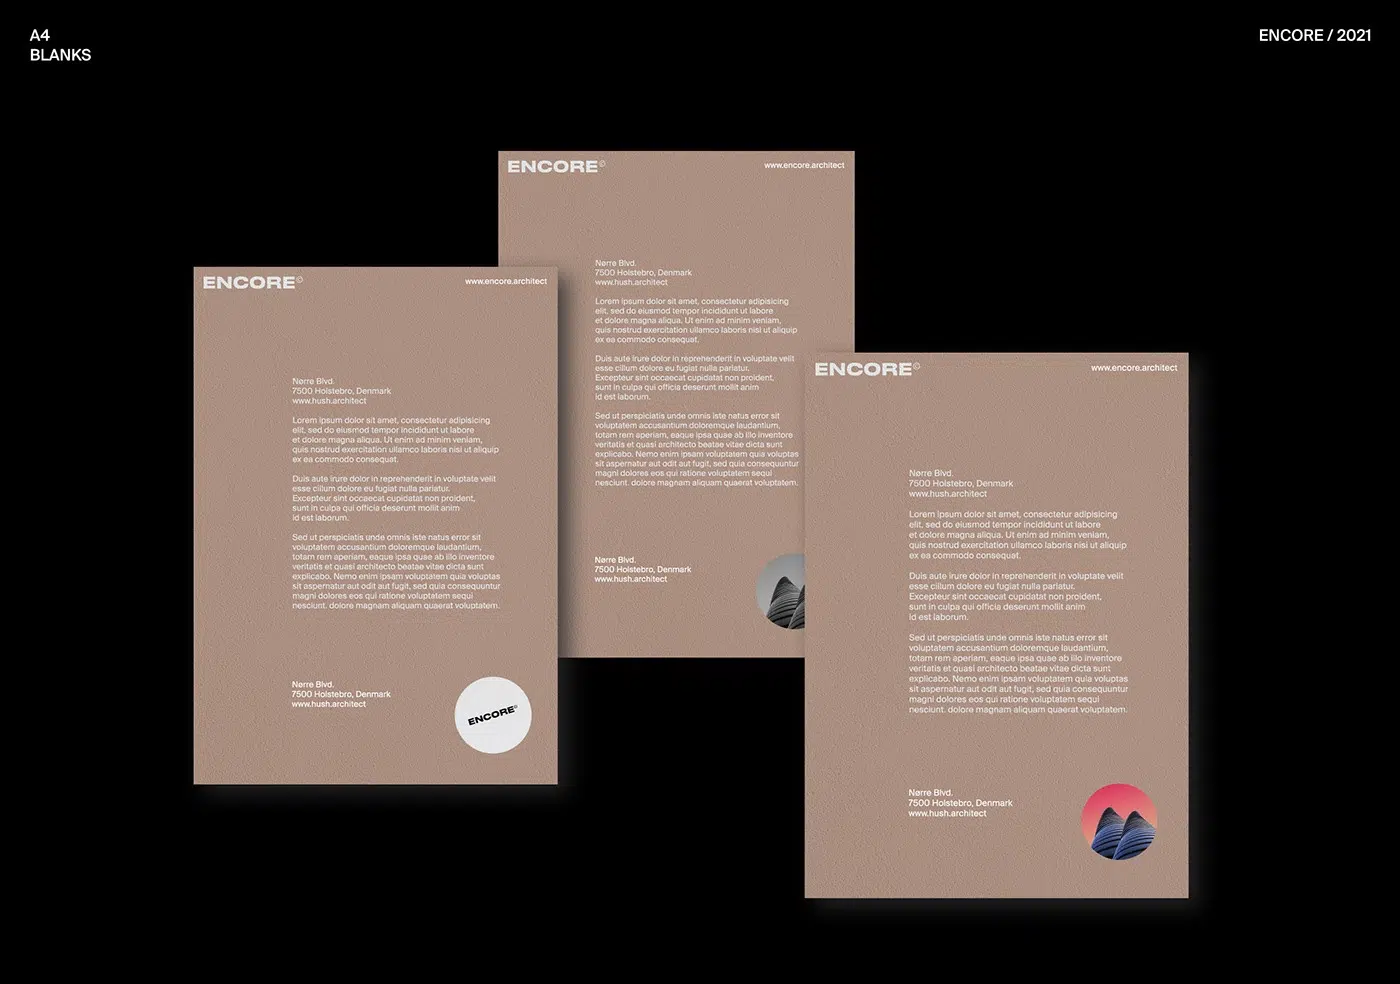 A4
BLANKS
ENCORE / 2021
ENCORE©
www.encore.architect
Nørre Blvd.
7500 Holstebro, Denmark
www.hush.architect
Lorem ipsum dolor sit amet, consectetur adipisicing
elit, sed do eiusmod tempor incididunt ut labore
et dolore magna aliqua. Ut enim ad minim veniam,
quis nostrud exercitation ullamco laboris nisi ut aliquip
ex ea commodo consequat.
Duis aute irure dolor in reprehenderit in voluptate velit
esse cillum dolore eu fugiat nulla pariatur.
Excepteur sint occaecat cupidatat non proident,
sunt in culpa qui officia deserunt mollit anim
id est laborum.
Sed ut perspiciatis unde omnis iste natus error sit
voluptatem accusantium doloremque laudantium,
totam rem aperiam, eaque ipsa quae ab illo inventore
veritatis et quasi architecto beatae vitae dicta sunt
explicabo. Nemo enim ipsam voluptatem quia voluptas
sit aspernatur aut odit aut fugit, sed quia consequuntur
magni dolores eos qui ratione voluptatem sequi
nesciunt. dolore magnam aliquam quaerat voluptatem.
Nørre Blvd.
7500 Holstebro, Denmark
www.hush.architect
ENCORE©
ENCORE©
www.encore.architect
Nørre Blvd.
7500 Holstebro, Denmark
www.hush.architect
Lorem ipsum dolor sit amet, consectetur adipisicing
elit, sed do eiusmod tempor incididunt ut labore
et dolore magna aliqua. Ut enim ad minim veniam,
quis nostrud exercitation ullamco laboris nisi ut aliquip
ex ea commodo consequat.
Duis aute irure dolor in reprehenderit in voluptate velit
esse cillum dolore eu fugiat nulla pariatur.
Excepteur sint occaecat cupidatat non proident,
sunt in culpa qui officia deserunt mollit anim
id est laborum.
Sed ut perspiciatis unde omnis iste natus error sit
voluptatem accusantium doloremque laudantium,
totam rem aperiam, eaque ipsa quae ab illo inventore
veritatis et quasi architecto beatae vitae dicta sunt
explicabo. Nemo enim ipsam voluptatem quia voluptas
sit aspernatur aut odit aut fugit, sed quia consequuntur
magni dolores eos qui ratione voluptatem sequi
nesciunt. dolore magnam aliquam quaerat voluptatem.
Nørre Blvd.
7500 Holstebro, Denmark
www.hush.architect
ENCORE©
www.encore.architect
Nørre Blvd.
7500 Holstebro, Denmark
www.hush.architect
Lorem ipsum dolor sit amet, consectetur adipisicing
elit, sed do eiusmod tempor incididunt ut labore
et dolore magna aliqua. Ut enim ad minim veniam,
quis nostrud exercitation ullamco laboris nisi ut aliquip
ex ea commodo consequat.
Duis aute irure dolor in reprehenderit in voluptate velit
esse cillum dolore eu fugiat nulla pariatur.
Excepteur sint occaecat cupidatat non proident,
sunt in culpa qui officia deserunt mollit anim
id est laborum.
Sed ut perspiciatis unde omnis iste natus error sit
voluptatem accusantium doloremque laudantium,
totam rem aperiam, eaque ipsa quae ab illo inventore
veritatis et quasi architecto beatae vitae dicta sunt
explicabo. Nemo enim ipsam voluptatem quia voluptas
sit aspernatur aut odit aut fugit, sed quia consequuntur
magni dolores eos qui ratione voluptatem sequi
nesciunt. dolore magnam aliquam quaerat voluptatem.
Nørre Blvd.
7500 Holstebro, Denmark
www.hush.architect